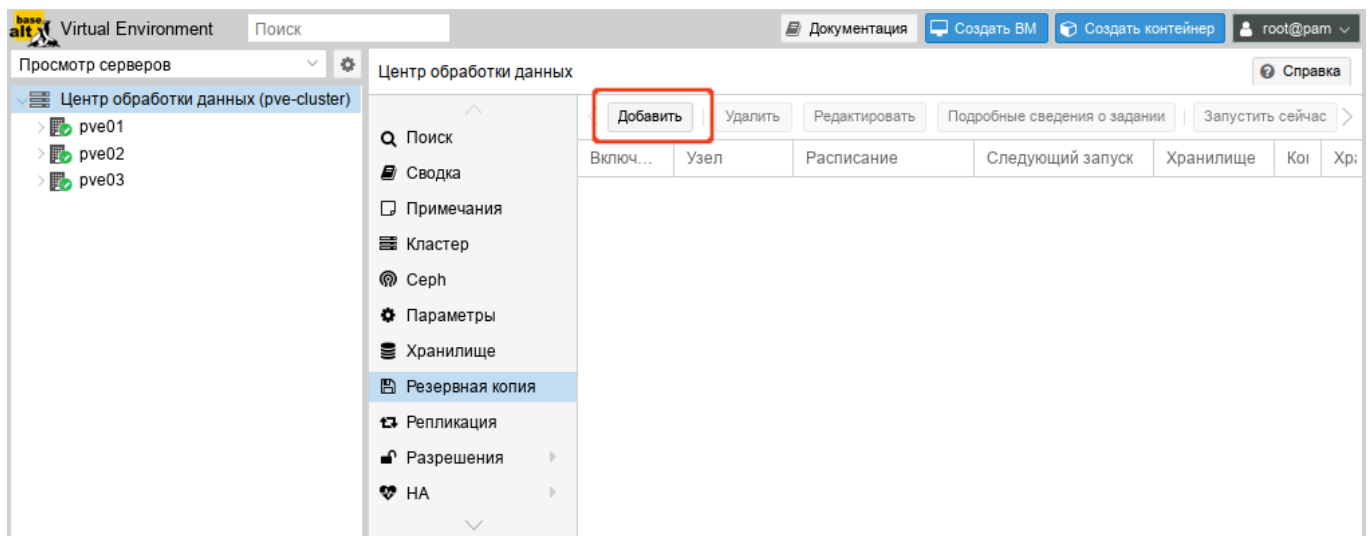 base
alt Virtual Environment Поиск Документация Создать ВМ Создать контейнер root@pam
Просмотр серверов
Центр обработки данных Справка
Центр обработки данных (pve-cluster)
pve01
pve02
pve03
Поиск
Сводка
Примечания
Кластер
Ceph
Параметры
Хранилище
Резервная копия
Репликация
Разрешения
HA
Добавить Удалить Редактировать Подробные сведения о задании Запустить сейчас
Включ... Узел Расписание Следующий запуск Хранилище